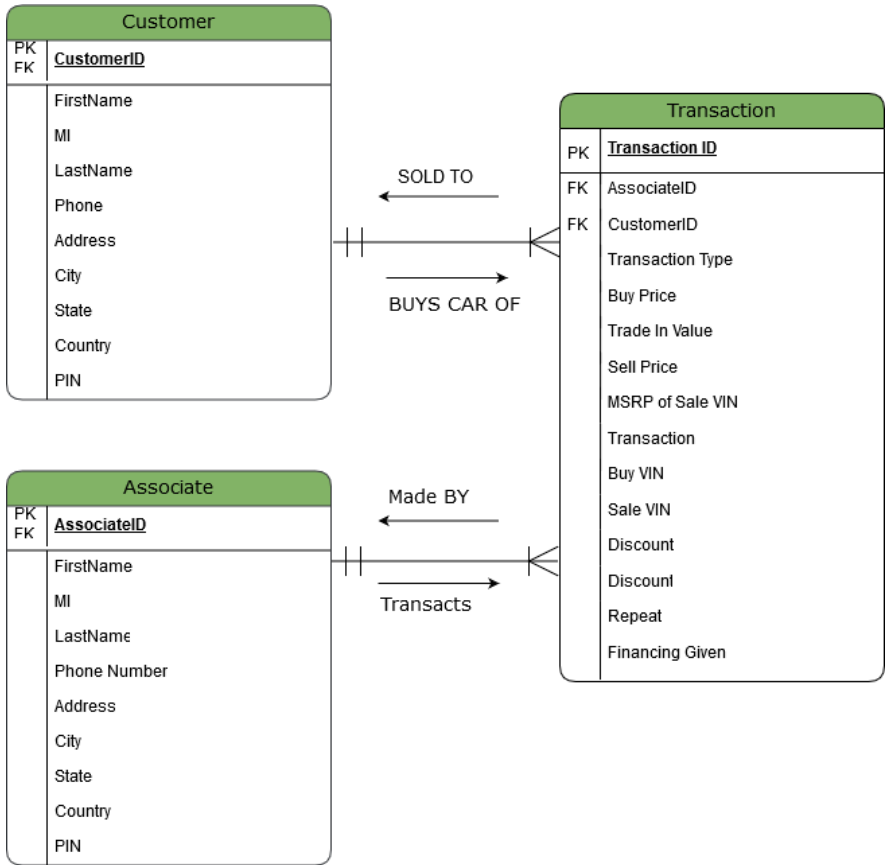 Customer
PK
FK
CustomerID
FirstName
MI
LastName
Phone
Address
City
State
Country
PIN
SOLD TO
BUYS CAR OF
Transaction
PK
Transaction ID
FK
AssociateID
FK
CustomerID
Transaction Type
Buy Price
Trade In Value
Sell Price
MSRP of Sale VIN
Transaction
Buy VIN
Sale VIN
Discount
Discount
Repeat
Financing Given
Associate
PK
FK
AssociateID
FirstName
MI
LastName
Phone Number
Address
City
State
Country
PIN
Made BY
Transacts